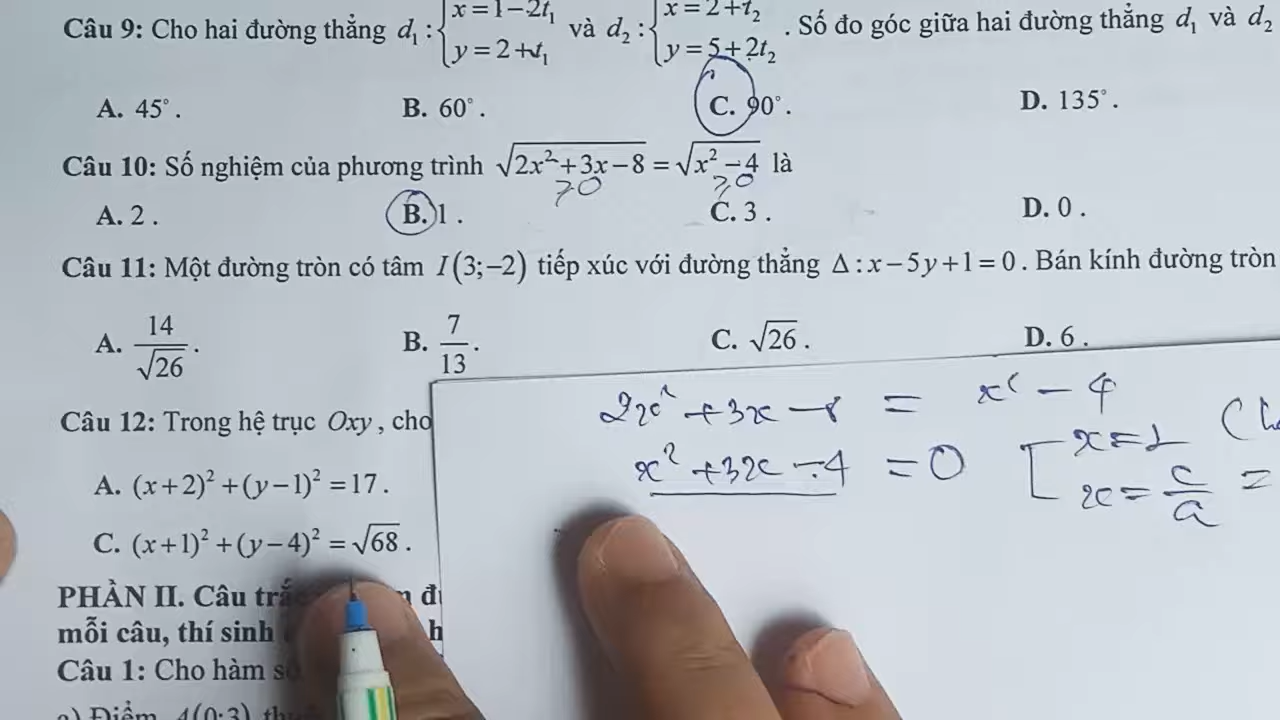 Câu 9: Cho hai đường thẳng d₁ : { x = 1 − 2t₁ và d₂ : { x = 2 + t₂ . Số đo góc giữa hai đường thẳng d₁ và d₂
y = 2 + t₁ y = 5 + 2t₂
A. 45°. B. 60°. C. 90°. D. 135°.
Câu 10: Số nghiệm của phương trình √(2x² + 3x − 8) = √(x² − 4) là
≥0 ≥0
A. 2. B. 1. C. 3. D. 0.
Câu 11: Một đường tròn có tâm I(3;−2) tiếp xúc với đường thẳng Δ : x − 5y + 1 = 0. Bán kính đường tròn
A. 14/√26. B. 7/13. C. √26. D. 6.
2x² + 3x − 8 = x² − 4
Câu 12: Trong hệ trục Oxy, cho
x² + 3x − 4 = 0 [ x = 1
x = c/a =
A. (x+2)² + (y−1)² = 17.
C. (x+1)² + (y−4)² = √68.
PHẦN II. Câu
mỗi câu, thí sinh
Câu 1: Cho hàm
a) Điểm A(0;3)